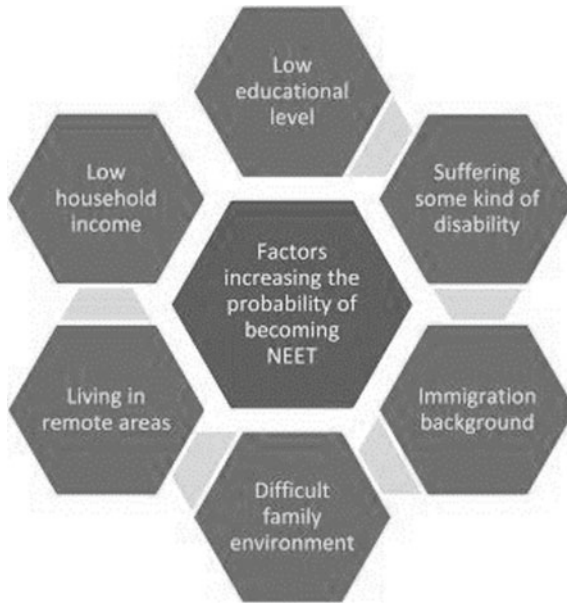 Low
educational
level
Suffering
some kind of
disability
Immigration
background
Difficult
family
environment
Living in
remote areas
Low
household
income
Factors
increasing the
probability of
becoming
NEET